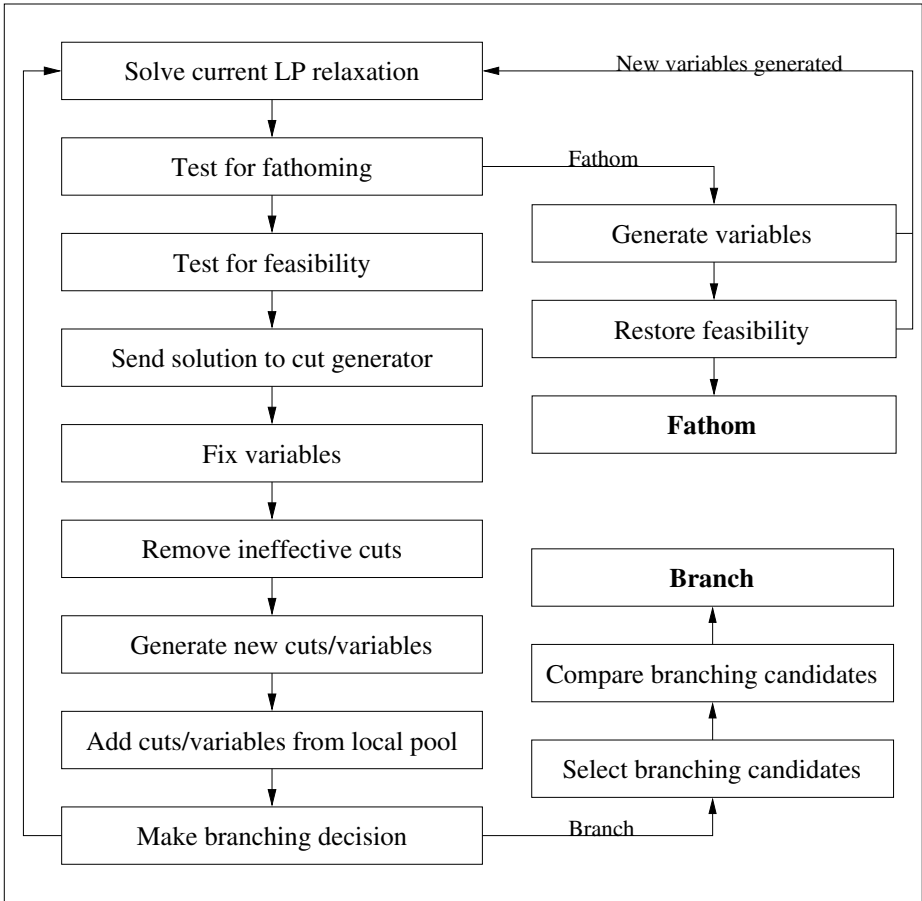 Solve current LP relaxation
New variables generated
Test for fathoming
Fathom
Generate variables
Test for feasibility
Restore feasibility
Send solution to cut generator
Fathom
Fix variables
Remove ineffective cuts
Branch
Generate new cuts/variables
Compare branching candidates
Add cuts/variables from local pool
Select branching candidates
Make branching decision
Branch